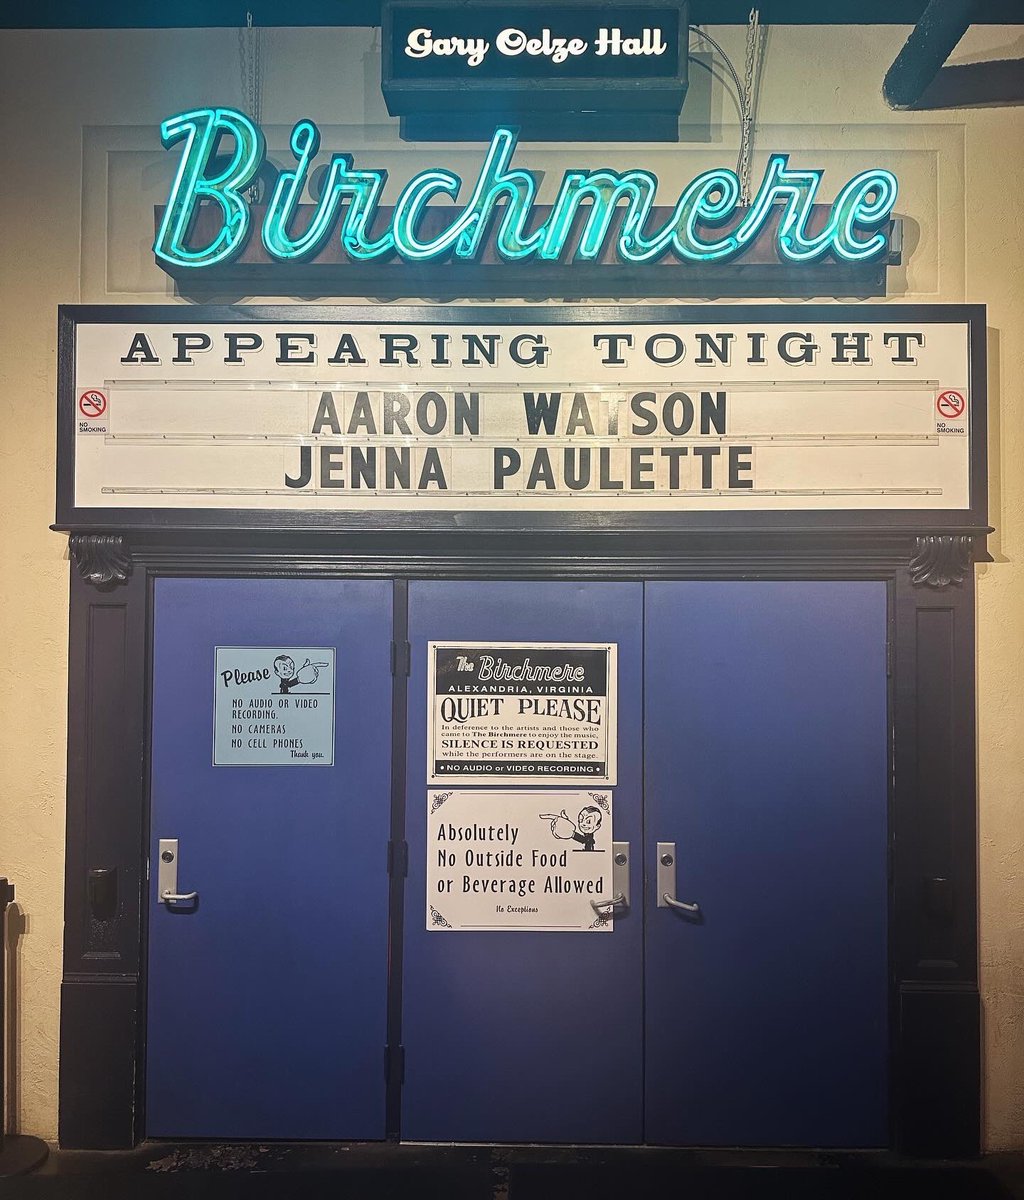 Gary Oelze Hall
Birchmere
APPEARING TONIGHT
NO
SMOKING
NO
SMOKING
AARON WATSON
JENNA PAULETTE
Please
NO AUDIO OR VIDEO
RECORDING.
NO CAMERAS
NO CELL PHONES
Thank you.
The Birchmere
ALEXANDRIA, VIRGINIA
QUIET PLEASE
In deference to the artists and those who
came to The Birchmere to enjoy the music,
SILENCE IS REQUESTED
while the performers are on the stage.
• NO AUDIO or VIDEO RECORDING •
Absolutely
No Outside Food
or Beverage Allowed
No Exceptions